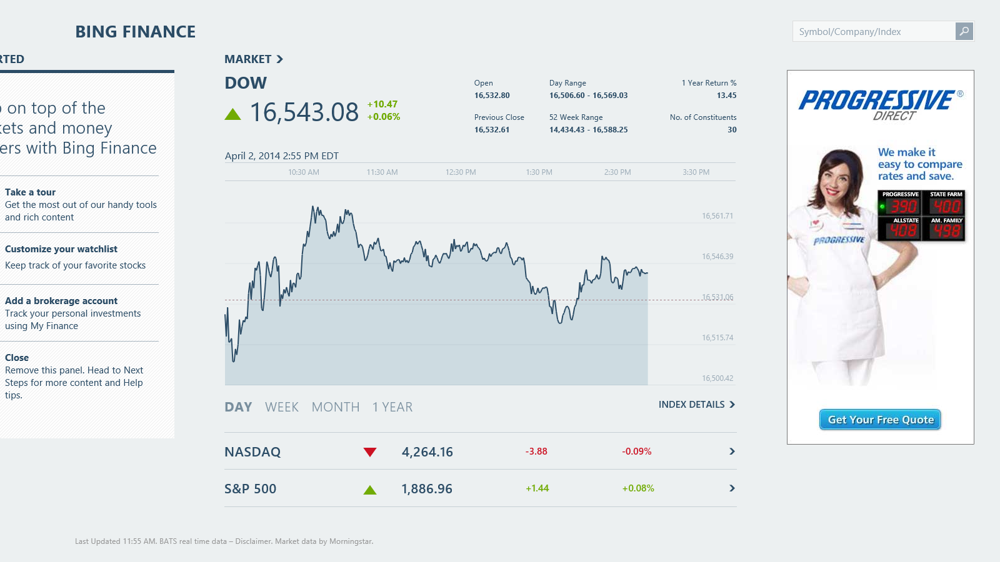 BING FINANCE
Symbol/Company/Index
RTED
on top of the
kets and money
ers with Bing Finance
Take a tour
Get the most out of our handy tools
and rich content
Customize your watchlist
Keep track of your favorite stocks
Add a brokerage account
Track your personal investments
using My Finance
Close
Remove this panel. Head to Next
Steps for more content and Help
tips.
MARKET
DOW
16,543.08
+10.47
+0.06%
Open
16,532.80
Day Range
16,506.60 - 16,569.03
1 Year Return %
13.45
Previous Close
16,532.61
52 Week Range
14,434.43 - 16,588.25
No. of Constituents
30
April 2, 2014 2:55 PM EDT
10:30 AM 11:30 AM 12:30 PM 1:30 PM 2:30 PM 3:30 PM
16,561.71
16,546.39
16,531.06
16,515.74
16,500.42
DAY WEEK MONTH 1 YEAR
INDEX DETAILS
NASDAQ 4,264.16 -3.88 -0.09%
S&P 500 1,886.96 +1.44 +0.08%
PROGRESSIVE®
DIRECT
We make it
easy to compare
rates and save.
PROGRESSIVE STATE FARM
390 400
ALLSTATE AM. FAMILY
408 498
PROGRESSIVE
Get Your Free Quote
Last Updated 11:55 AM. BATS real time data – Disclaimer. Market data by Morningstar.